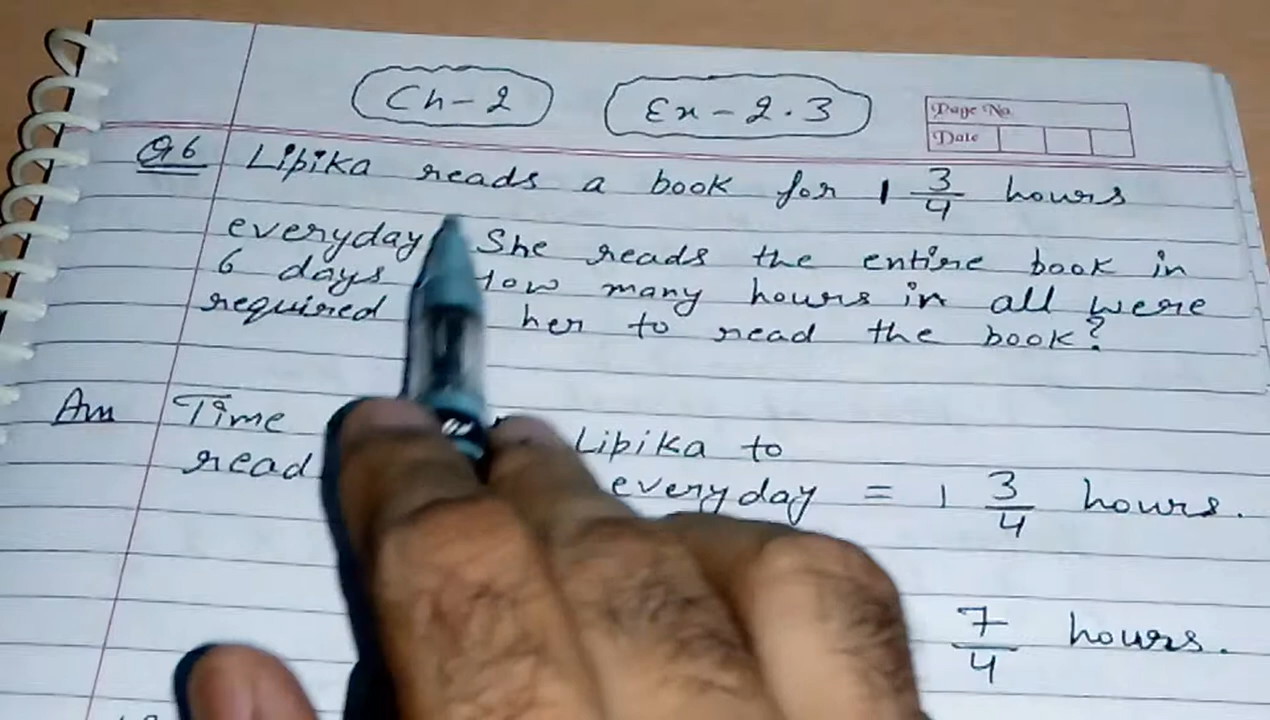 Ch-2 Ex-2.3
Page No.
Date
Q6 Lipika reads a book for 1 3/4 hours
everyday She reads the entire book in
6 days How many hours in all were
required her to read the book?
Ans Time Lipika to
read everyday = 1 3/4 hours.
7/4 hours.